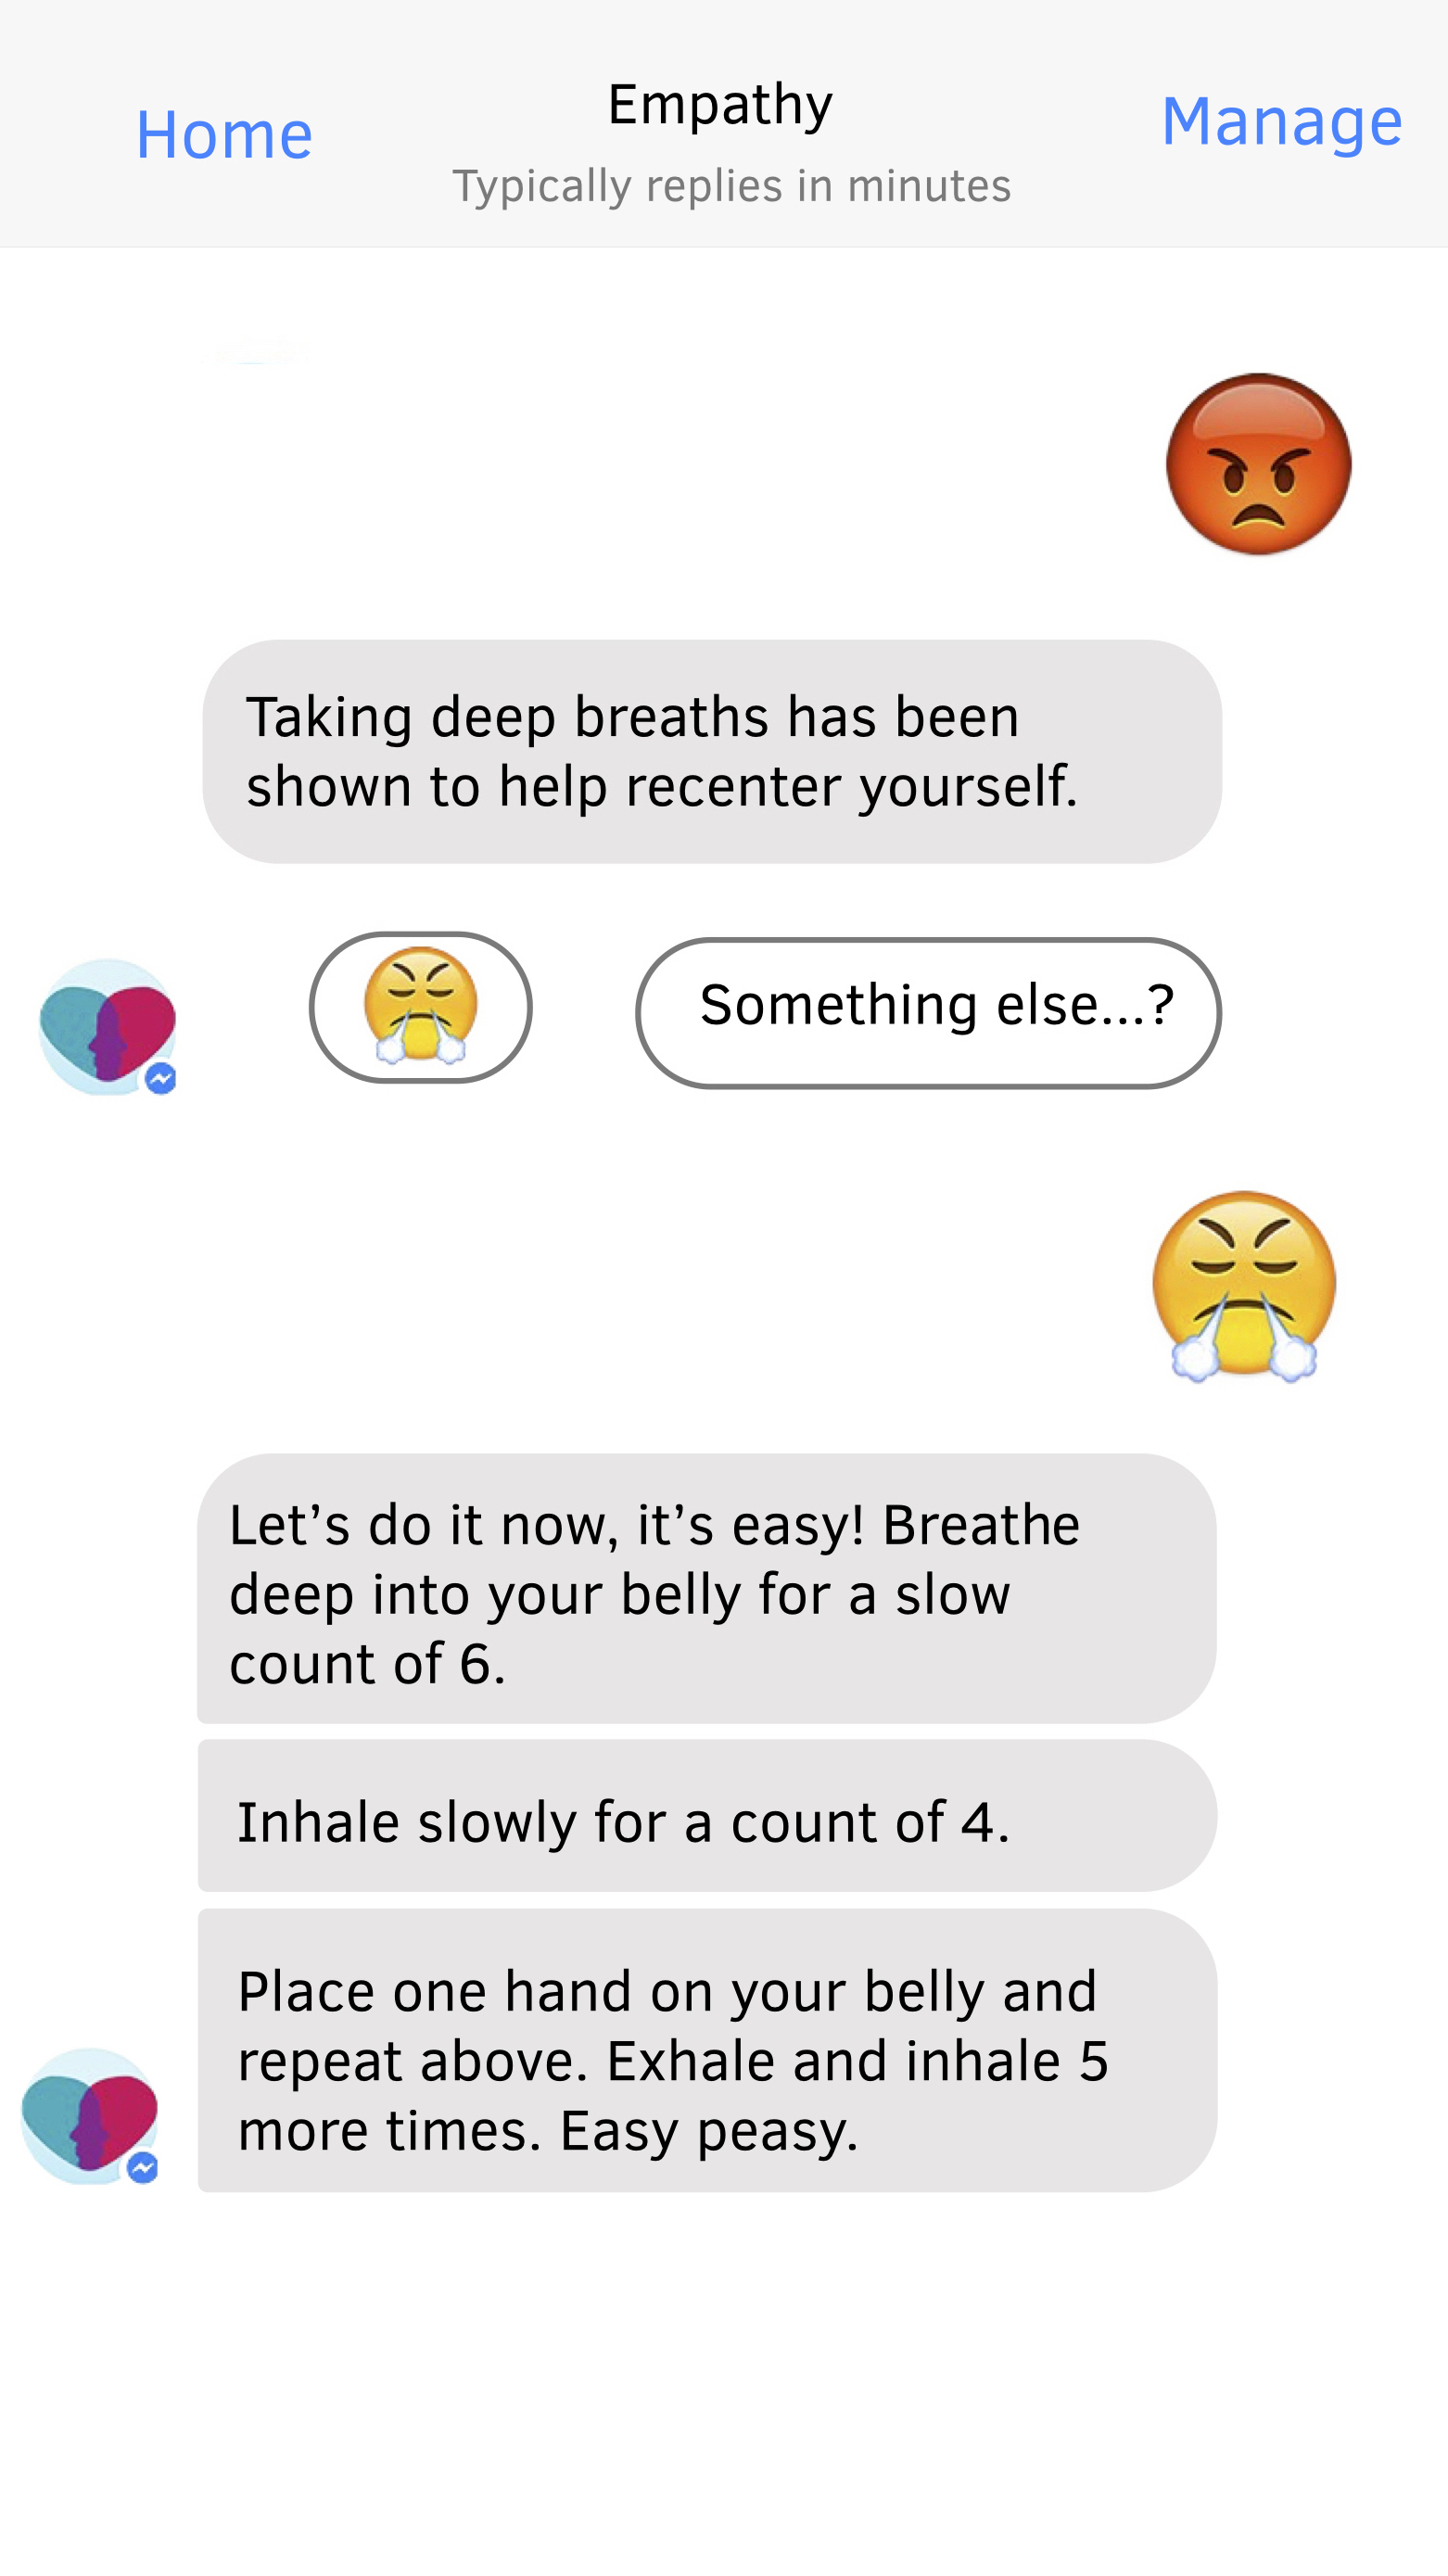 Home
Empathy
Manage
Typically replies in minutes
Taking deep breaths has been
shown to help recenter yourself.
Something else...?
Let’s do it now, it’s easy! Breathe
deep into your belly for a slow
count of 6.
Inhale slowly for a count of 4.
Place one hand on your belly and
repeat above. Exhale and inhale 5
more times. Easy peasy.